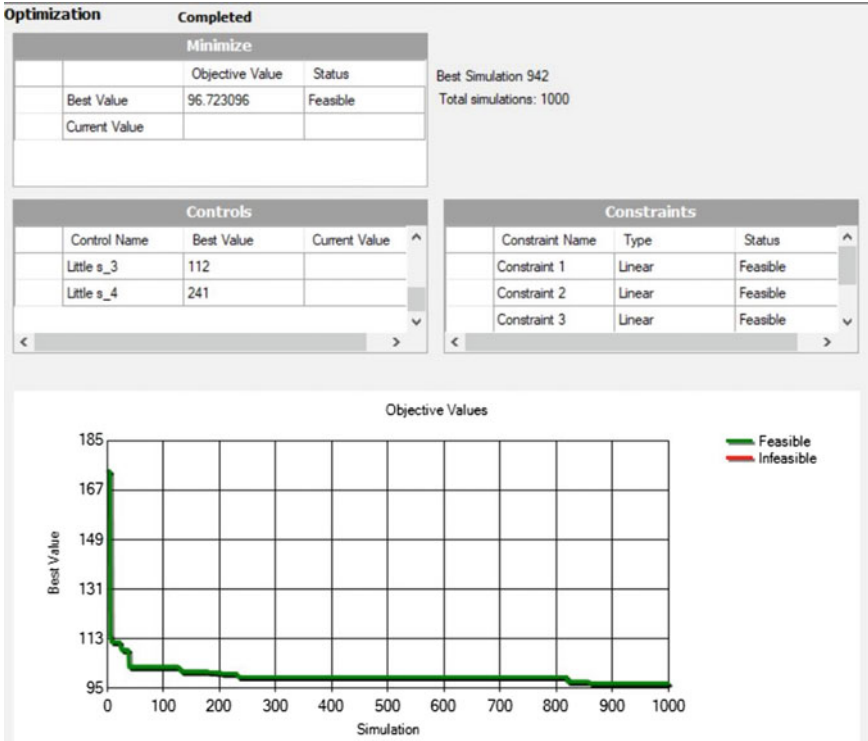 Optimization Completed
Minimize
Objective Value Status
Best Value 96.723096 Feasible
Current Value
Best Simulation 942
Total simulations: 1000
Controls
Control Name Best Value Current Value
Little s_3 112
Little s_4 241
Constraints
Constraint Name Type Status
Constraint 1 Linear Feasible
Constraint 2 Linear Feasible
Constraint 3 Linear Feasible
Objective Values
Feasible
Infeasible
Best Value
185
167
149
131
113
95
0 100 200 300 400 500 600 700 800 900 1000
Simulation